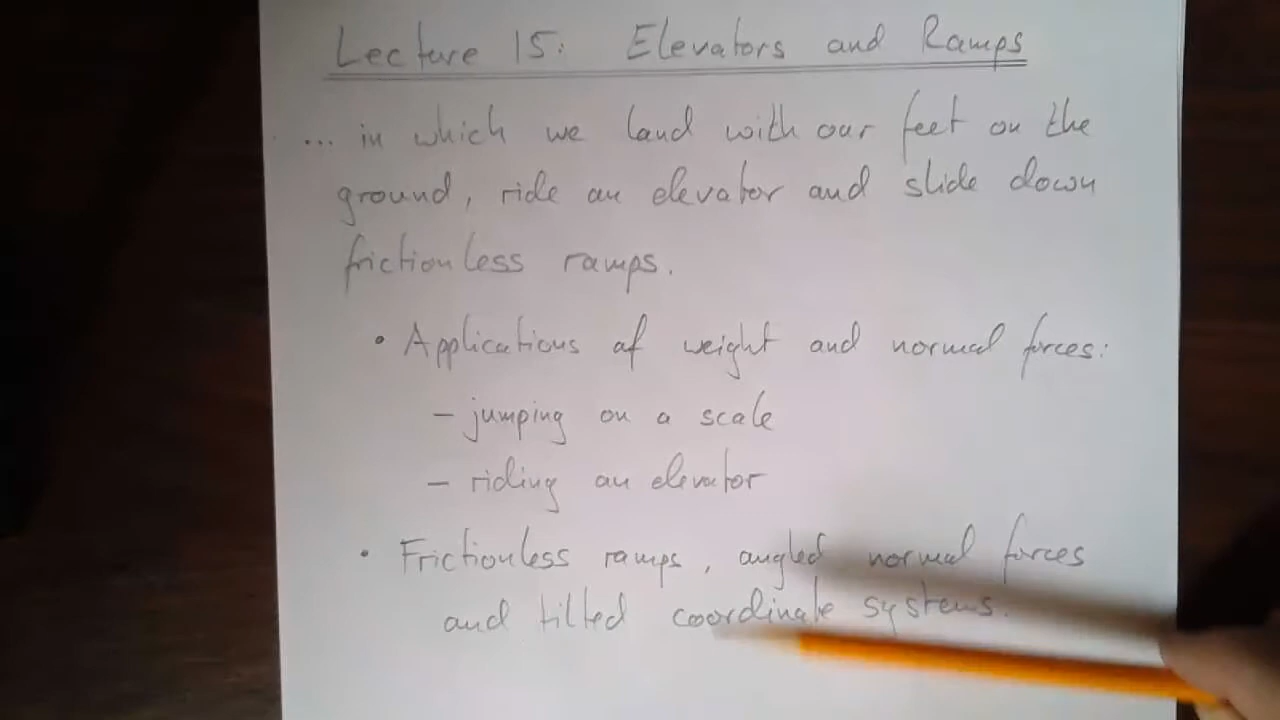 Lecture 15: Elevators and Ramps
... in which we land with our feet on the
ground, ride an elevator and slide down
frictionless ramps.
• Applications of weight and normal forces:
– jumping on a scale
– riding an elevator
• Frictionless ramps, angled normal forces
and tilted coordinate systems.